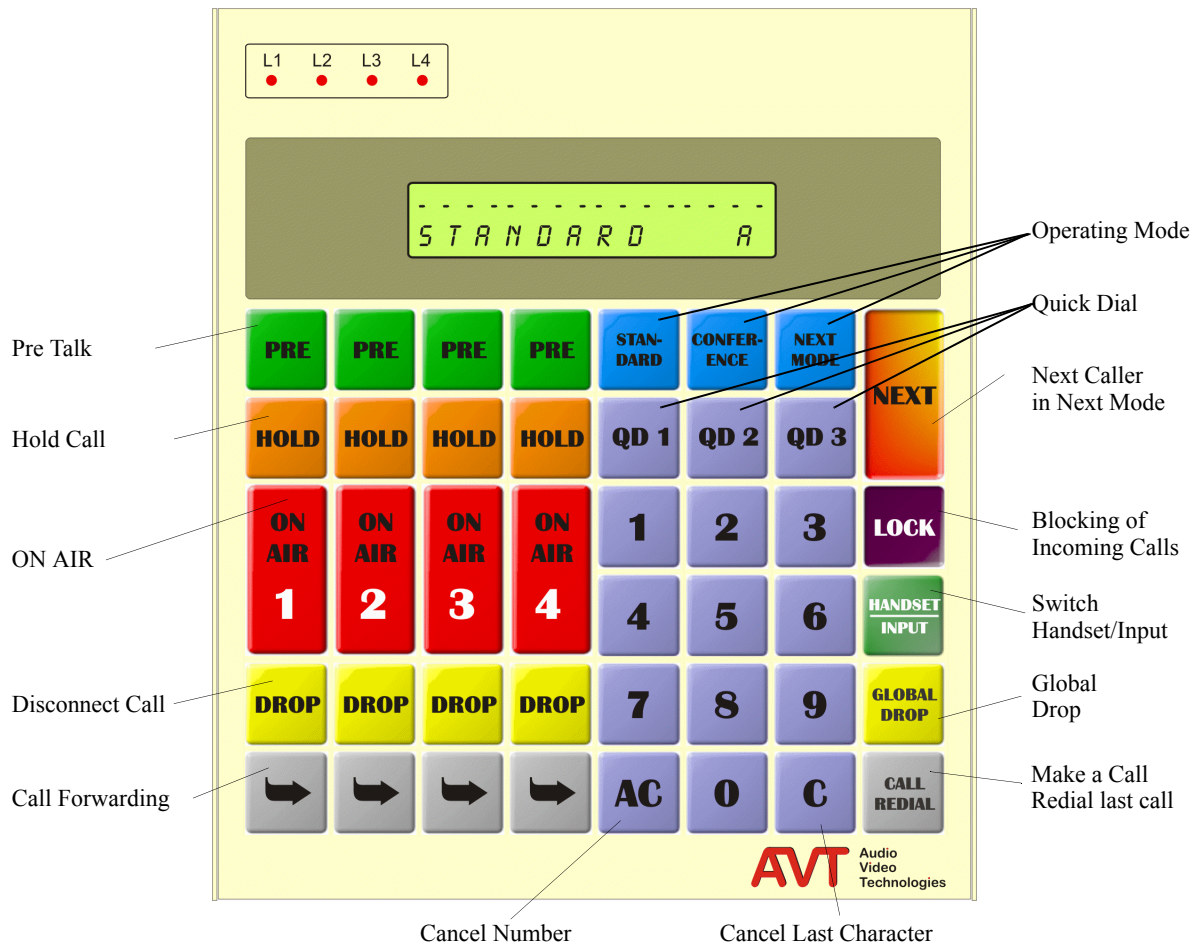 L1 L2 L3 L4
- - - - - - - - - - - - - - - -
STANDARD A
Operating Mode
Quick Dial
Pre Talk
PRE PRE PRE PRE STAN-DARD CONFER-ENCE NEXT MODE NEXT
Next Caller
in Next Mode
Hold Call
HOLD HOLD HOLD HOLD QD 1 QD 2 QD 3
ON AIR
ON AIR 1 ON AIR 2 ON AIR 3 ON AIR 4
1 2 3 LOCK
Blocking of
Incoming Calls
4 5 6 HANDSET INPUT
Switch
Handset/Input
Disconnect Call
DROP DROP DROP DROP 7 8 9 GLOBAL DROP
Global
Drop
Call Forwarding
AC 0 C CALL REDIAL
Make a Call
Redial last call
AVT Audio
Video
Technologies
Cancel Number
Cancel Last Character